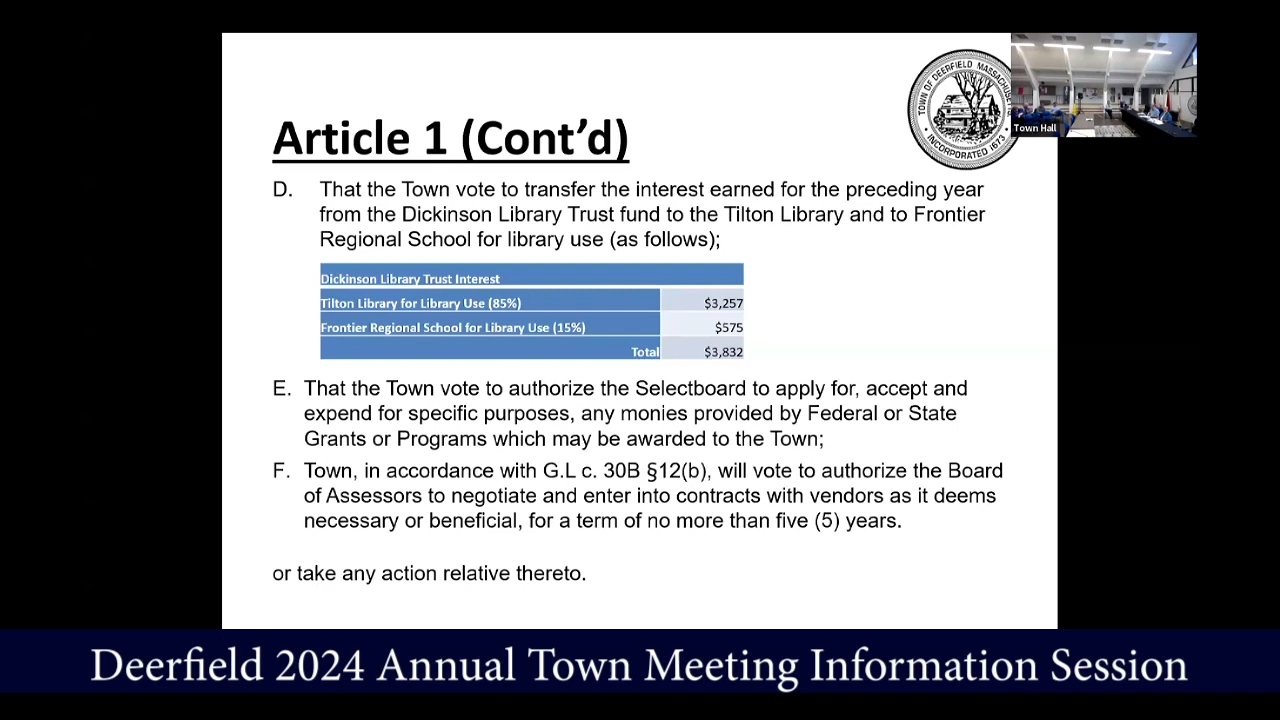 TOWN OF DEERFIELD MASSACHUSE
INCORPORATED 1673
Town Hall
Article 1 (Cont’d)
D. That the Town vote to transfer the interest earned for the preceding year
from the Dickinson Library Trust fund to the Tilton Library and to Frontier
Regional School for library use (as follows);
Dickinson Library Trust Interest
Tilton Library for Library Use (85%) $3,257
Frontier Regional School for Library Use (15%) $575
Total $3,832
E. That the Town vote to authorize the Selectboard to apply for, accept and
expend for specific purposes, any monies provided by Federal or State
Grants or Programs which may be awarded to the Town;
F. Town, in accordance with G.L c. 30B §12(b), will vote to authorize the Board
of Assessors to negotiate and enter into contracts with vendors as it deems
necessary or beneficial, for a term of no more than five (5) years.
or take any action relative thereto.
Deerfield 2024 Annual Town Meeting Information Session